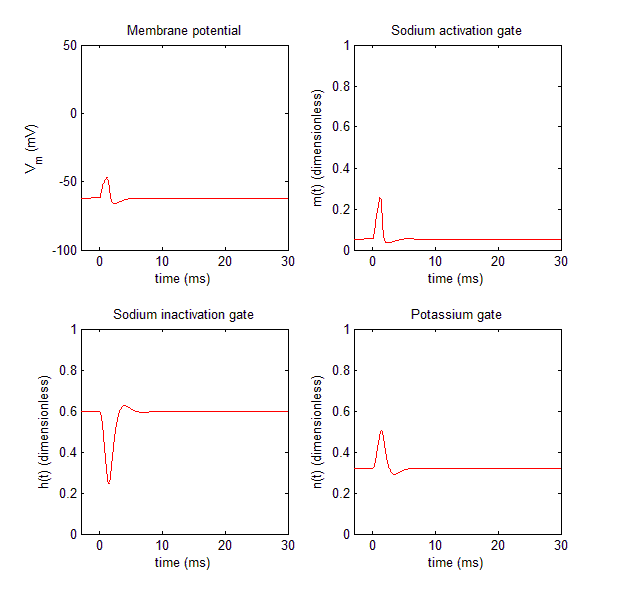 Membrane potential
50
0
-50
-100
V_m (mV)
0 10 20 30
time (ms)
Sodium activation gate
1
0.8
0.6
0.4
0.2
0
m(t) (dimensionless)
0 10 20 30
time (ms)
Sodium inactivation gate
1
0.8
0.6
0.4
0.2
0
h(t) (dimensionless)
0 10 20 30
time (ms)
Potassium gate
1
0.8
0.6
0.4
0.2
0
n(t) (dimensionless)
0 10 20 30
time (ms)